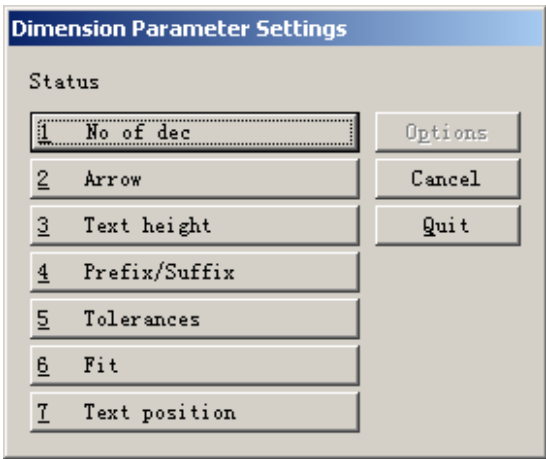 Dimension Parameter Settings
Status
1 No of dec
2 Arrow
3 Text height
4 Prefix/Suffix
5 Tolerances
6 Fit
7 Text position
Options
Cancel
Quit